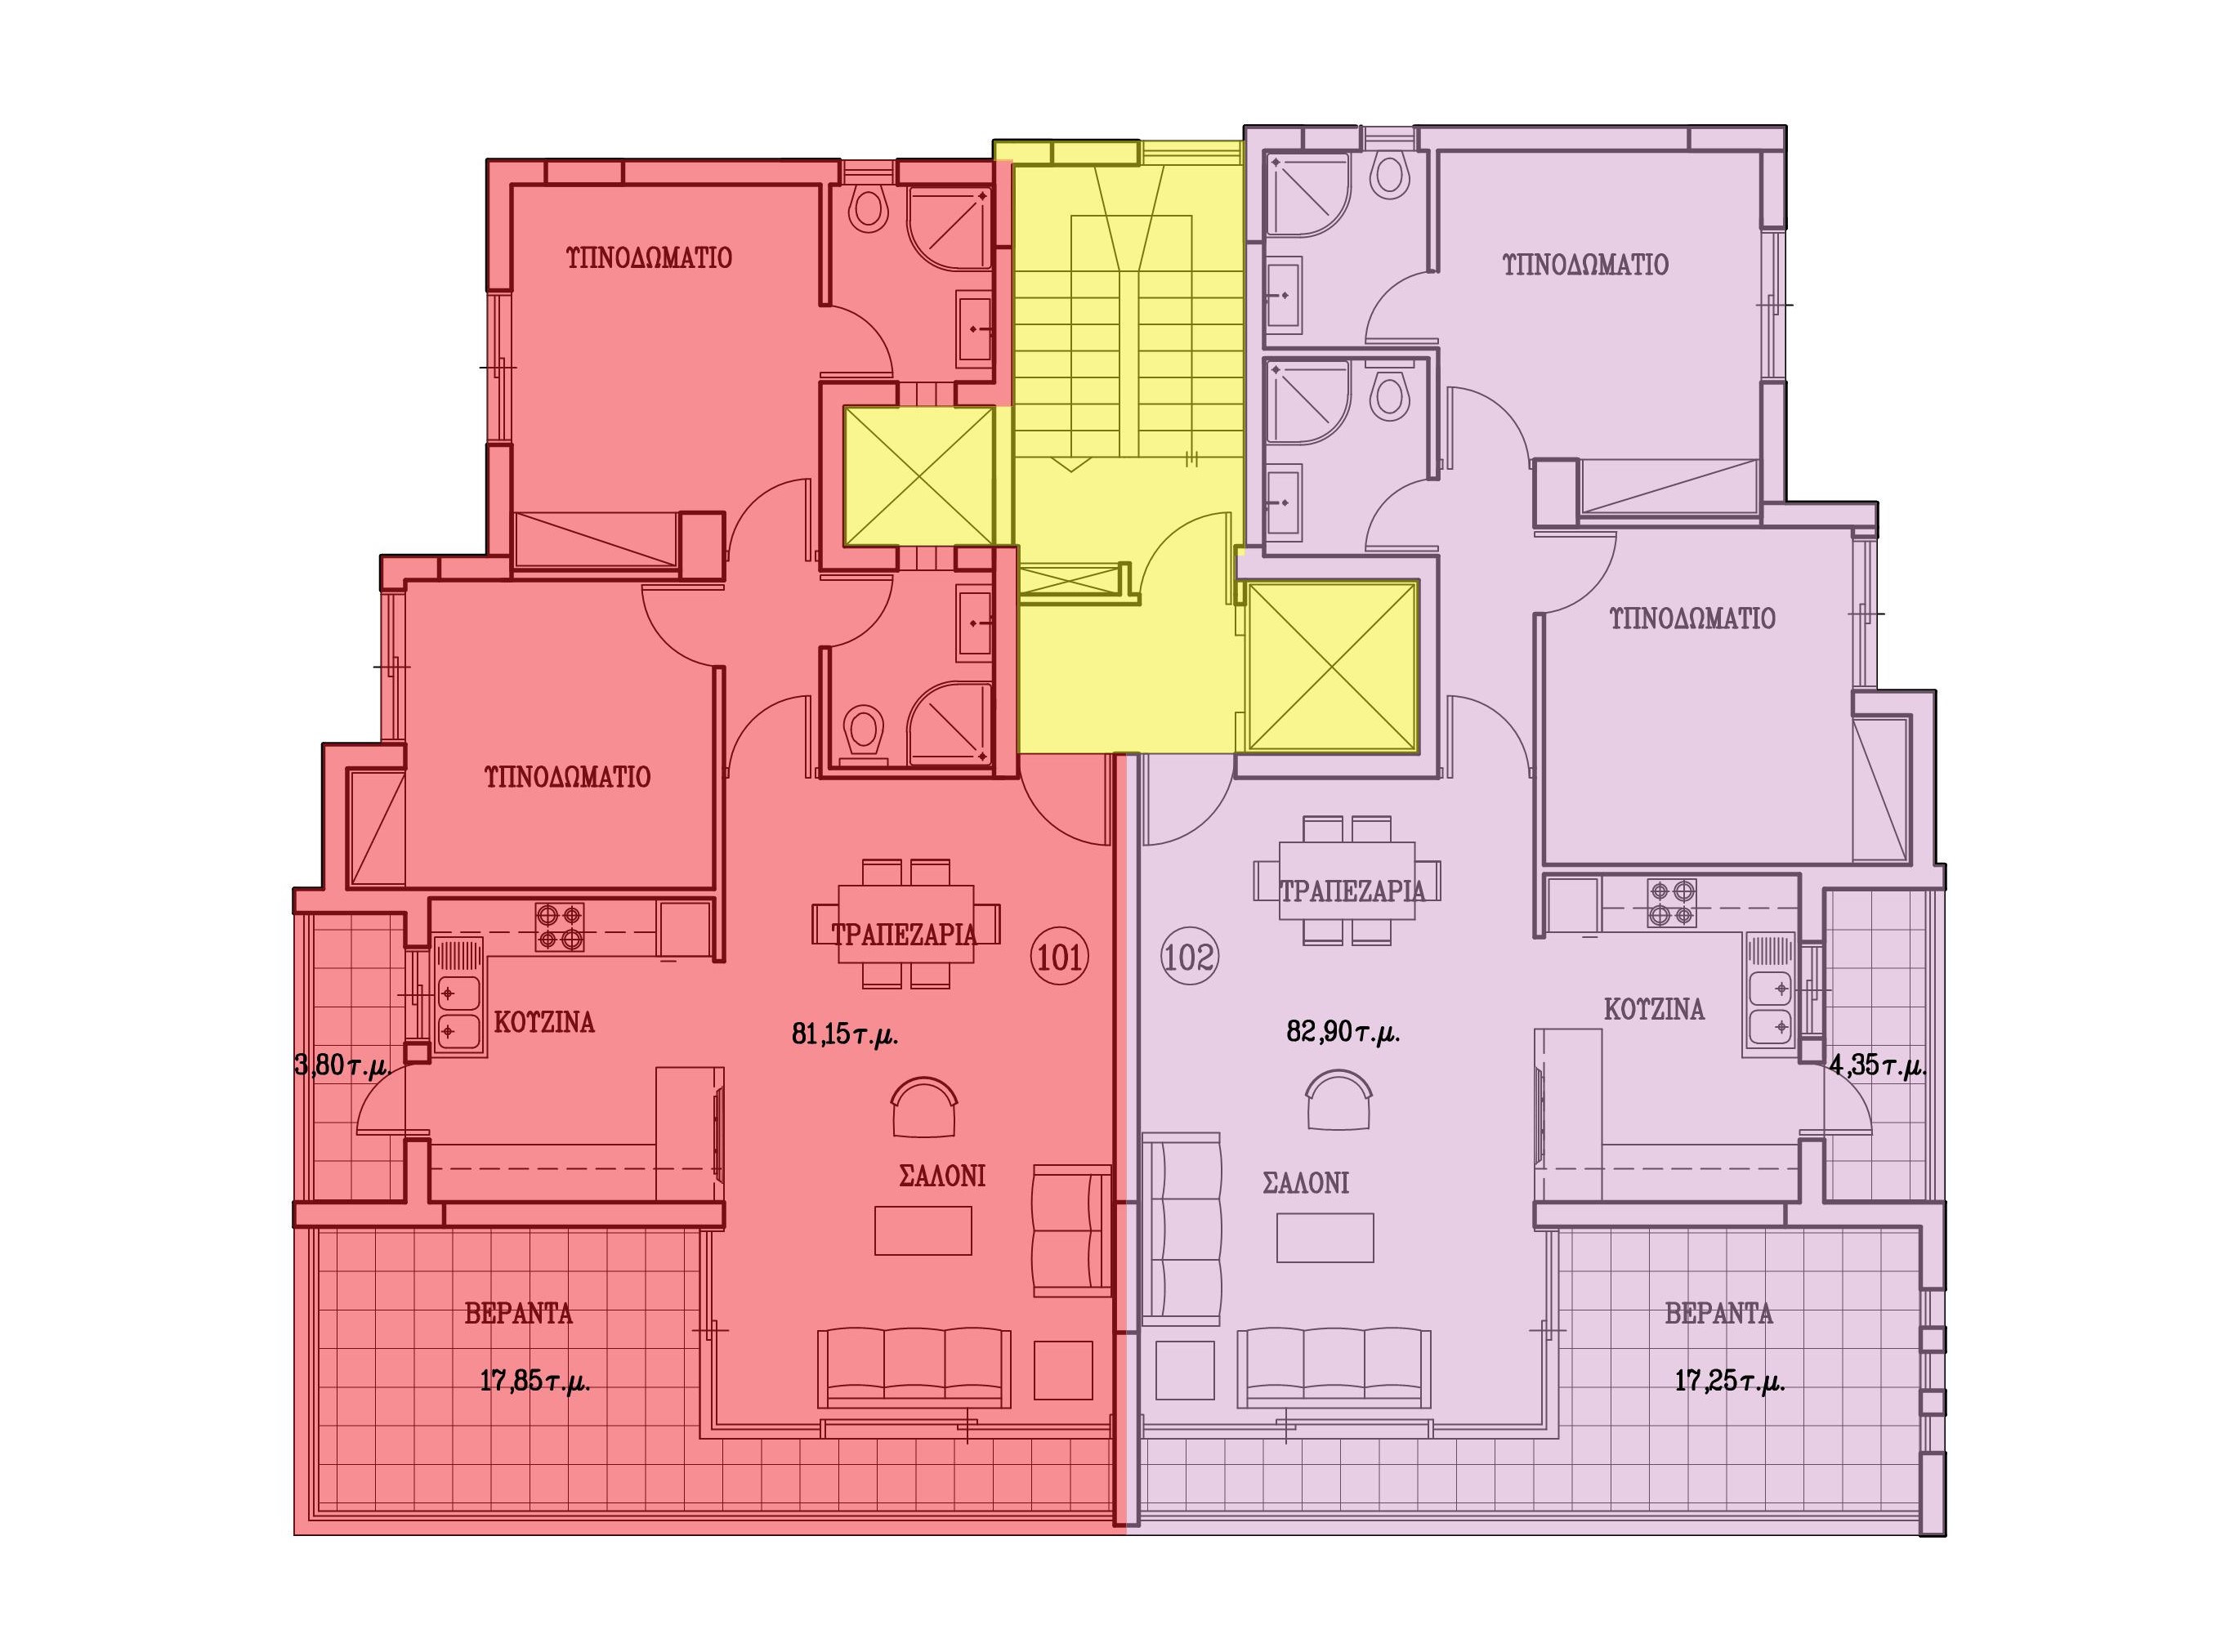 ΥΠΝΟΔΩΜΑΤΙΟ
ΥΠΝΟΔΩΜΑΤΙΟ
ΥΠΝΟΔΩΜΑΤΙΟ
ΥΠΝΟΔΩΜΑΤΙΟ
ΤΡΑΠΕΖΑΡΙΑ
ΤΡΑΠΕΖΑΡΙΑ
101
102
ΚΟΥΖΙΝΑ
ΚΟΥΖΙΝΑ
81,15τ.μ.
82,90τ.μ.
3,80τ.μ.
4,35τ.μ.
ΣΑΛΟΝΙ
ΣΑΛΟΝΙ
ΒΕΡΑΝΤΑ
ΒΕΡΑΝΤΑ
17,85τ.μ.
17,25τ.μ.